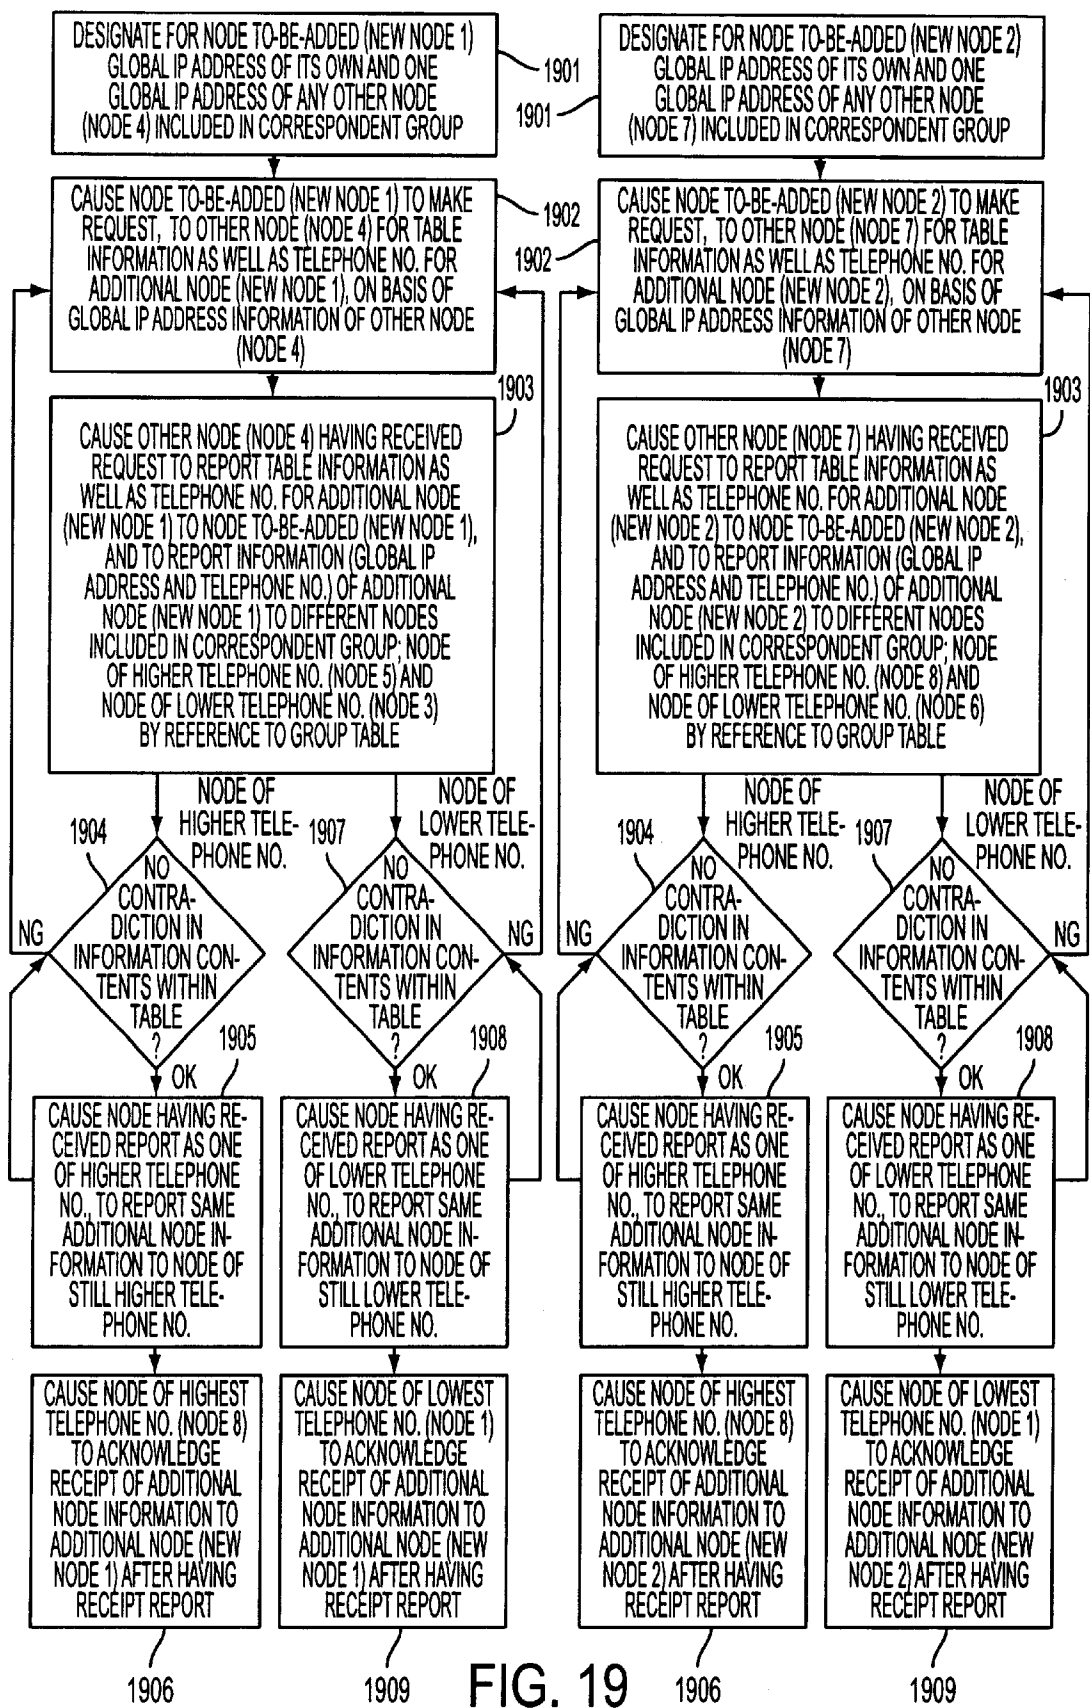 DESIGNATE FOR NODE TO-BE-ADDED (NEW NODE 1)
GLOBAL IP ADDRESS OF ITS OWN AND ONE
GLOBAL IP ADDRESS OF ANY OTHER NODE
(NODE 4) INCLUDED IN CORRESPONDENT GROUP
1901
CAUSE NODE TO-BE-ADDED (NEW NODE 1) TO MAKE
REQUEST, TO OTHER NODE (NODE 4) FOR TABLE
INFORMATION AS WELL AS TELEPHONE NO. FOR
ADDITIONAL NODE (NEW NODE 1), ON BASIS OF
GLOBAL IP ADDRESS INFORMATION OF OTHER NODE
(NODE 4)
1902
1903
CAUSE OTHER NODE (NODE 4) HAVING RECEIVED
REQUEST TO REPORT TABLE INFORMATION AS
WELL AS TELEPHONE NO. FOR ADDITIONAL NODE
(NEW NODE 1) TO NODE TO-BE-ADDED (NEW NODE 1),
AND TO REPORT INFORMATION (GLOBAL IP
ADDRESS AND TELEPHONE NO.) OF ADDITIONAL
NODE (NEW NODE 1) TO DIFFERENT NODES
INCLUDED IN CORRESPONDENT GROUP; NODE
OF HIGHER TELEPHONE NO. (NODE 5) AND
NODE OF LOWER TELEPHONE NO. (NODE 3)
BY REFERENCE TO GROUP TABLE
NODE OF
HIGHER TELE-
PHONE NO.
1904
NO
CONTRA-
DICTION IN
INFORMATION CON-
TENTS WITHIN
TABLE
?
NG
OK
1905
CAUSE NODE HAVING RE-
CEIVED REPORT AS ONE
OF HIGHER TELEPHONE
NO., TO REPORT SAME
ADDITIONAL NODE IN-
FORMATION TO NODE OF
STILL HIGHER TELE-
PHONE NO.
CAUSE NODE OF HIGHEST
TELEPHONE NO. (NODE 8)
TO ACKNOWLEDGE
RECEIPT OF ADDITIONAL
NODE INFORMATION TO
ADDITIONAL NODE (NEW
NODE 1) AFTER HAVING
RECEIPT REPORT
1906
NODE OF
LOWER TELE-
PHONE NO.
1907
NO
CONTRA-
DICTION IN
INFORMATION CON-
TENTS WITHIN
TABLE
?
NG
OK
1908
CAUSE NODE HAVING RE-
CEIVED REPORT AS ONE
OF LOWER TELEPHONE
NO., TO REPORT SAME
ADDITIONAL NODE IN-
FORMATION TO NODE OF
STILL LOWER TELE-
PHONE NO.
CAUSE NODE OF LOWEST
TELEPHONE NO. (NODE 1)
TO ACKNOWLEDGE
RECEIPT OF ADDITIONAL
NODE INFORMATION TO
ADDITIONAL NODE (NEW
NODE 1) AFTER HAVING
RECEIPT REPORT
1909
DESIGNATE FOR NODE TO-BE-ADDED (NEW NODE 2)
GLOBAL IP ADDRESS OF ITS OWN AND ONE
GLOBAL IP ADDRESS OF ANY OTHER NODE
(NODE 7) INCLUDED IN CORRESPONDENT GROUP
1901
CAUSE NODE TO-BE-ADDED (NEW NODE 2) TO MAKE
REQUEST, TO OTHER NODE (NODE 7) FOR TABLE
INFORMATION AS WELL AS TELEPHONE NO. FOR
ADDITIONAL NODE (NEW NODE 2), ON BASIS OF
GLOBAL IP ADDRESS INFORMATION OF OTHER NODE
(NODE 7)
1902
1903
CAUSE OTHER NODE (NODE 7) HAVING RECEIVED
REQUEST TO REPORT TABLE INFORMATION AS
WELL AS TELEPHONE NO. FOR ADDITIONAL NODE
(NEW NODE 2) TO NODE TO-BE-ADDED (NEW NODE 2),
AND TO REPORT INFORMATION (GLOBAL IP
ADDRESS AND TELEPHONE NO.) OF ADDITIONAL
NODE (NEW NODE 2) TO DIFFERENT NODES
INCLUDED IN CORRESPONDENT GROUP; NODE
OF HIGHER TELEPHONE NO. (NODE 8) AND
NODE OF LOWER TELEPHONE NO. (NODE 6)
BY REFERENCE TO GROUP TABLE
NODE OF
HIGHER TELE-
PHONE NO.
1904
NO
CONTRA-
DICTION IN
INFORMATION CON-
TENTS WITHIN
TABLE
?
NG
OK
1905
CAUSE NODE HAVING RE-
CEIVED REPORT AS ONE
OF HIGHER TELEPHONE
NO., TO REPORT SAME
ADDITIONAL NODE IN-
FORMATION TO NODE OF
STILL HIGHER TELE-
PHONE NO.
CAUSE NODE OF HIGHEST
TELEPHONE NO. (NODE 8)
TO ACKNOWLEDGE
RECEIPT OF ADDITIONAL
NODE INFORMATION TO
ADDITIONAL NODE (NEW
NODE 2) AFTER HAVING
RECEIPT REPORT
1906
NODE OF
LOWER TELE-
PHONE NO.
1907
NO
CONTRA-
DICTION IN
INFORMATION CON-
TENTS WITHIN
TABLE
?
NG
OK
1908
CAUSE NODE HAVING RE-
CEIVED REPORT AS ONE
OF LOWER TELEPHONE
NO., TO REPORT SAME
ADDITIONAL NODE IN-
FORMATION TO NODE OF
STILL LOWER TELE-
PHONE NO.
CAUSE NODE OF LOWEST
TELEPHONE NO. (NODE 1)
TO ACKNOWLEDGE
RECEIPT OF ADDITIONAL
NODE INFORMATION TO
ADDITIONAL NODE (NEW
NODE 2) AFTER HAVING
RECEIPT REPORT
1909
FIG. 19